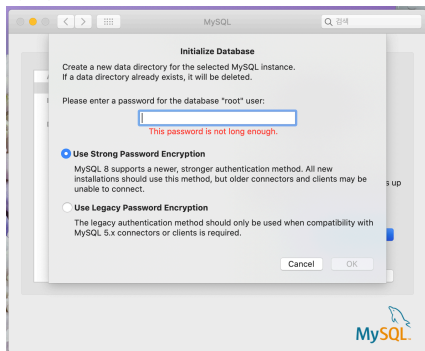 MySQL
검색
Initialize Database
Create a new data directory for the selected MySQL instance.
If a data directory already exists, it will be deleted.
Please enter a password for the database "root" user:
This password is not long enough.
Use Strong Password Encryption
MySQL 8 supports a newer, stronger authentication method. All new
installations should use this method, but older connectors and clients may be
unable to connect.
s up
Use Legacy Password Encryption
The legacy authentication method should only be used when compatibility with
MySQL 5.x connectors or clients is required.
Cancel
OK
MySQL